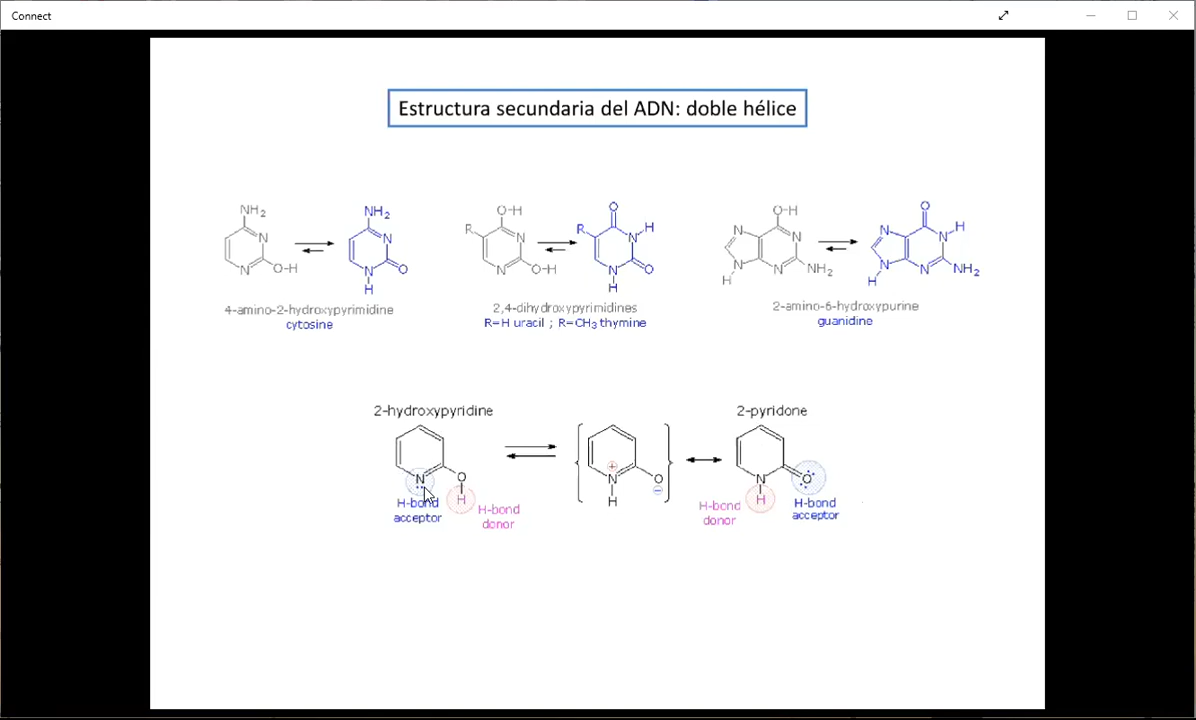 Connect
Estructura secundaria del ADN: doble hélice
NH2
N
N
O-H
NH2
N
N
O
H
4-amino-2-hydroxypyrimidine
cytosine
O-H
R
N
N
O-H
O
R
H
N
N
O
H
2,4-dihydroxypyrimidines
R=H uracil ; R=CH3 thymine
O-H
N
N
N
H
N
NH2
O
H
N
N
N
H
N
NH2
2-amino-6-hydroxypurine
guanidine
2-hydroxypyridine
N
O
H
H-bond
acceptor
H-bond
donor
N
H
O
2-pyridone
N
H
O
H-bond
donor
H-bond
acceptor